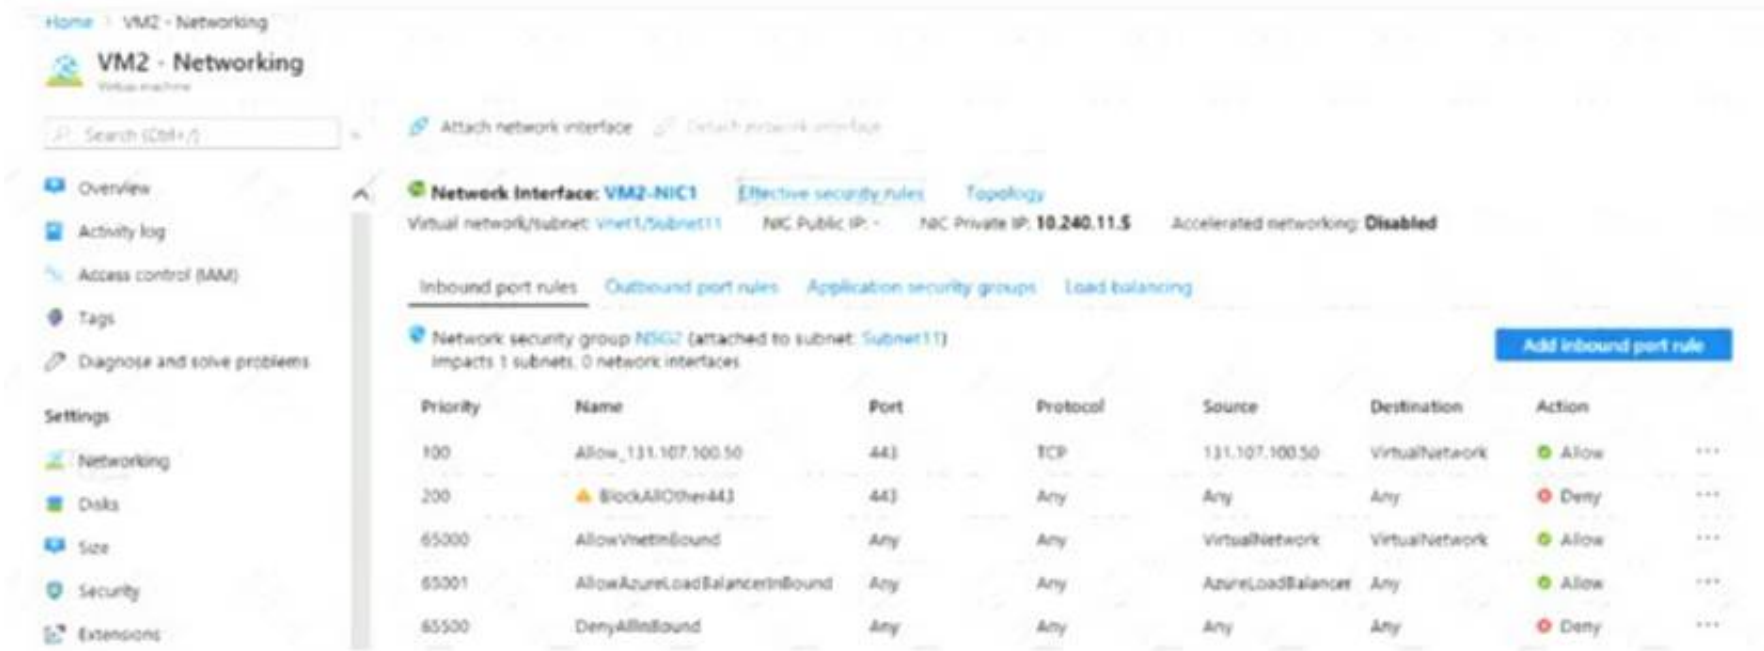 Home > VM2 - Networking
VM2 - Networking
Virtual machine
Search (Ctrl+/)
Attach network interface Detach network interface
Overview
Activity log
Access control (IAM)
Tags
Diagnose and solve problems
Settings
Networking
Disks
Size
Security
Extensions
Network Interface: VM2-NIC1 Effective security rules Topology
Virtual network/subnet: Vnet1/Subnet11 NIC Public IP: - NIC Private IP: 10.240.11.5 Accelerated networking: Disabled
Inbound port rules Outbound port rules Application security groups Load balancing
Network security group NSG2 (attached to subnet: Subnet11)
Impacts 1 subnets, 0 network interfaces
Add inbound port rule
Priority Name Port Protocol Source Destination Action
100 Allow_131.107.100.50 443 TCP 131.107.100.50 VirtualNetwork Allow ...
200 BlockAllOther443 443 Any Any Any Deny ...
65000 AllowVnetInBound Any Any VirtualNetwork VirtualNetwork Allow ...
65001 AllowAzureLoadBalancerInBound Any Any AzureLoadBalancer Any Allow ...
65500 DenyAllInBound Any Any Any Any Deny ...